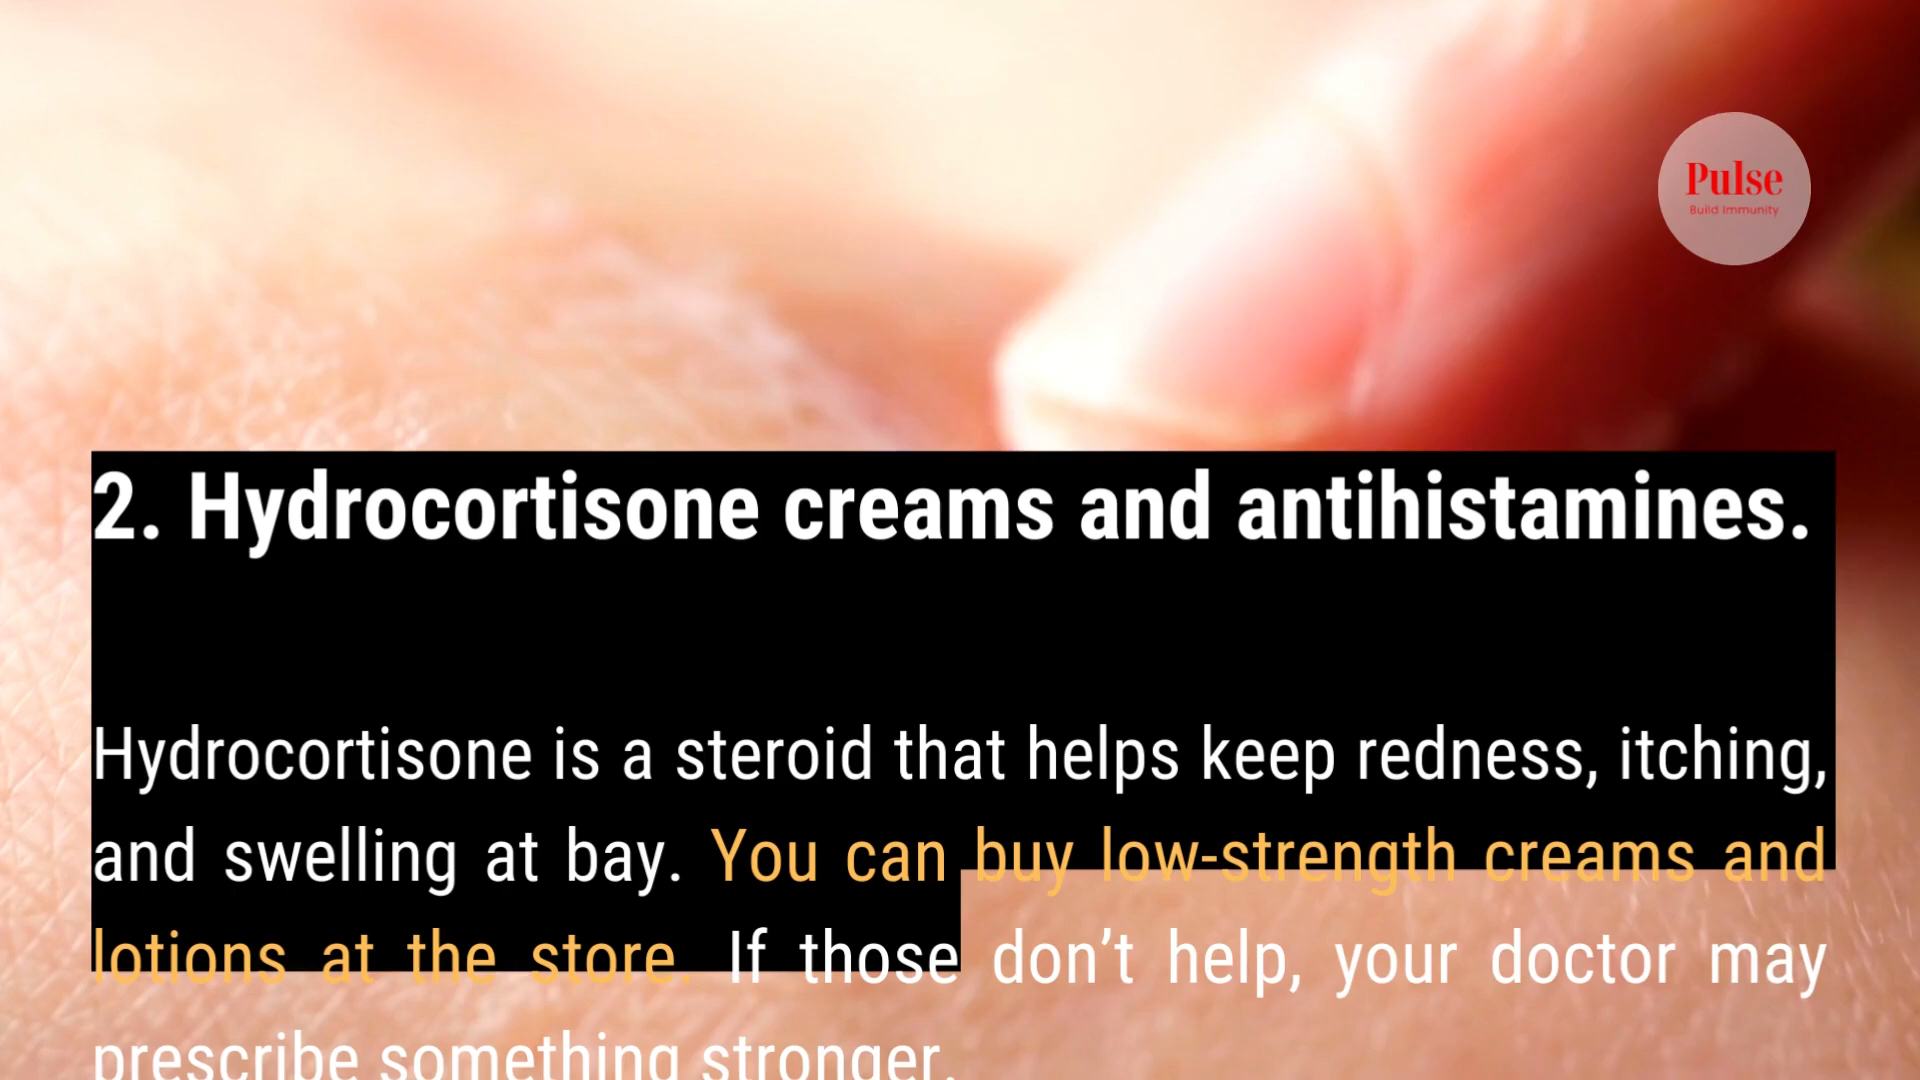 Pulse
Build Immunity
2. Hydrocortisone creams and antihistamines.
Hydrocortisone is a steroid that helps keep redness, itching,
and swelling at bay. You can buy low-strength creams and
lotions at the store. If those don’t help, your doctor may
prescribe something stronger.